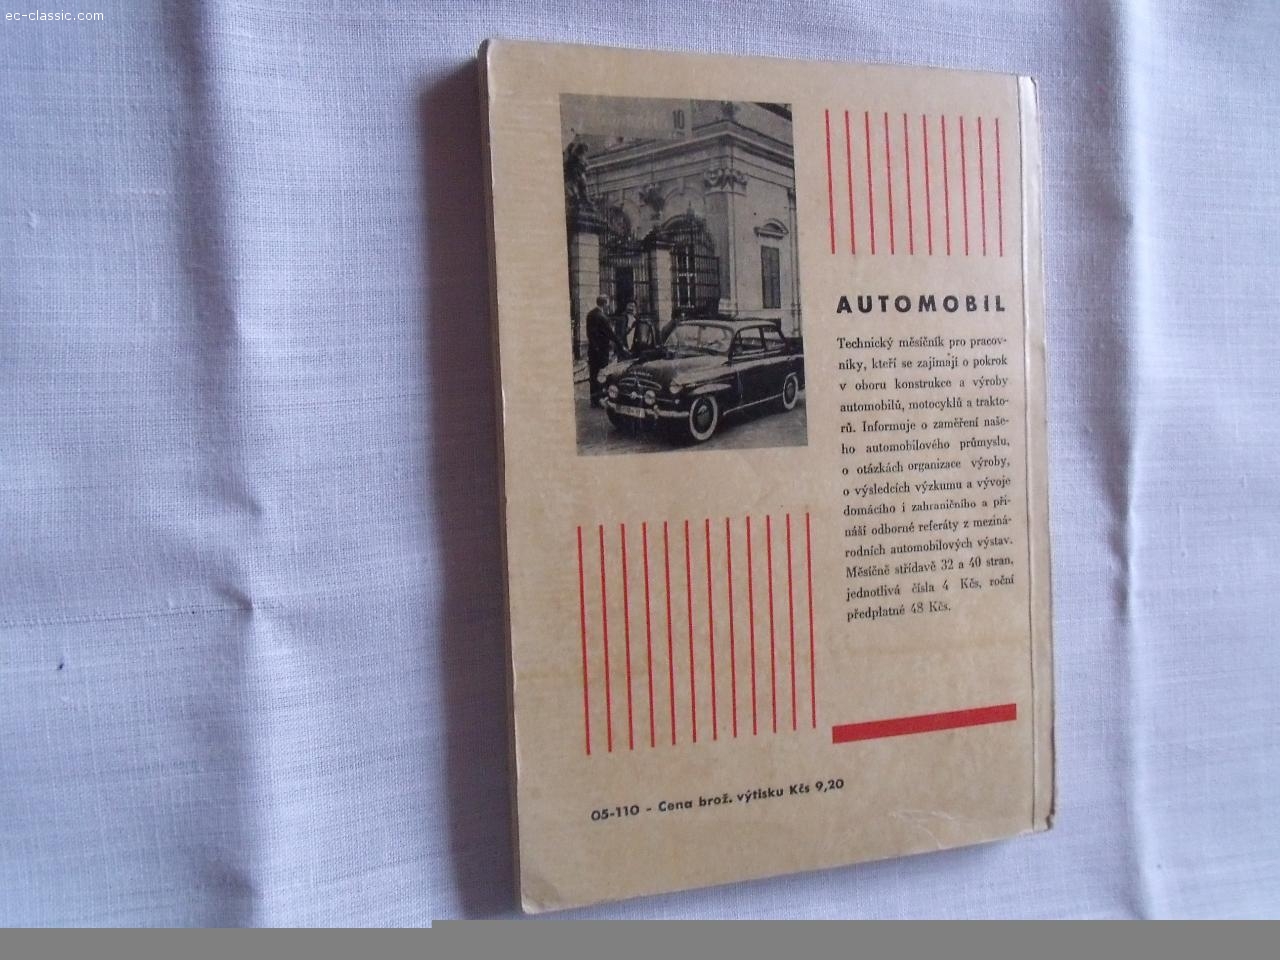 ec-classic.com
10
AUTOMOBIL
Technický měsíčník pro pracov-
níky, kteří se zajímají o pokrok
v oboru konstrukce a výroby
automobilů, motocyklů a trakto-
rů. Informuje o zaměření naše-
ho automobilového průmyslu,
o otázkách organizace výroby,
o výsledcích výzkumu a vývoje
domácího i zahraničního a při-
náší odborné referáty z meziná-
rodních automobilových výstav.
Měsíčně střídavě 32 a 40 stran,
jednotlivá čísla 4 Kčs, roční
předplatné 48 Kčs.
05-110 - Cena brož. výtisku Kčs 9,20